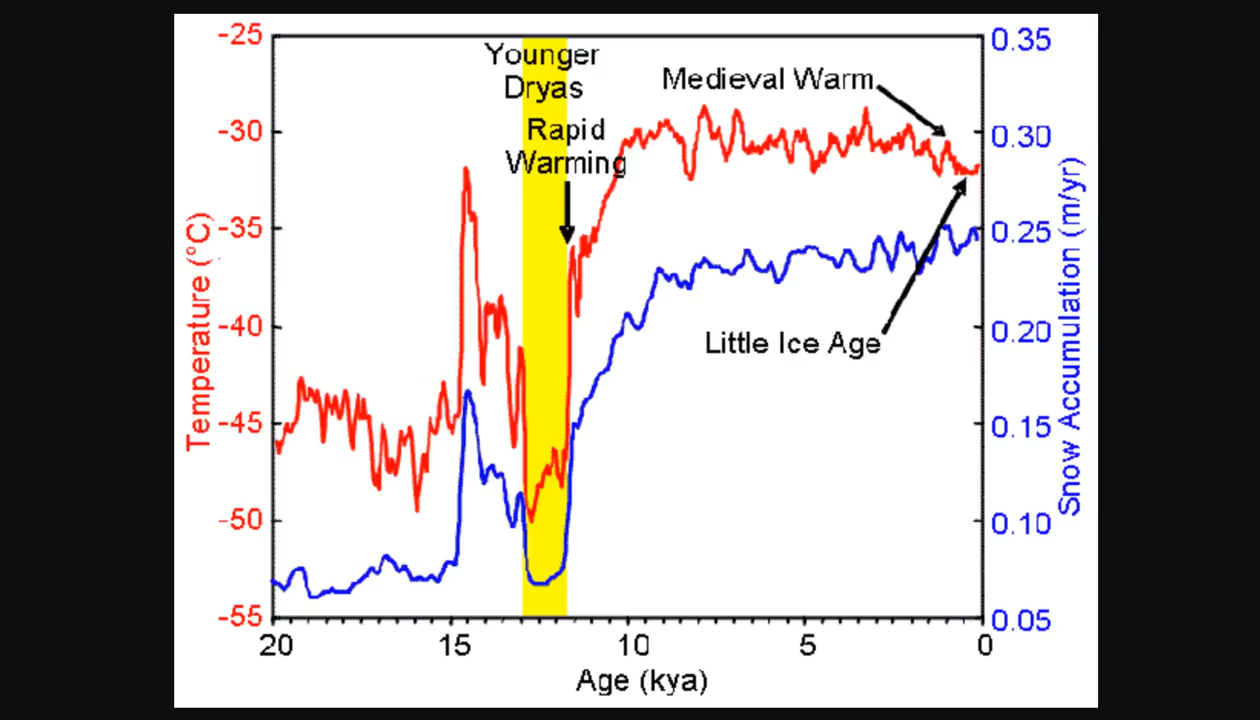 -25
-30
-35
-40
-45
-50
-55
Temperature (°C)
Younger
Dryas
Rapid
Warming
Medieval Warm
Little Ice Age
0.35
0.30
0.25
0.20
0.15
0.10
0.05
Snow Accumulation (m/yr)
20
15
10
5
0
Age (kya)